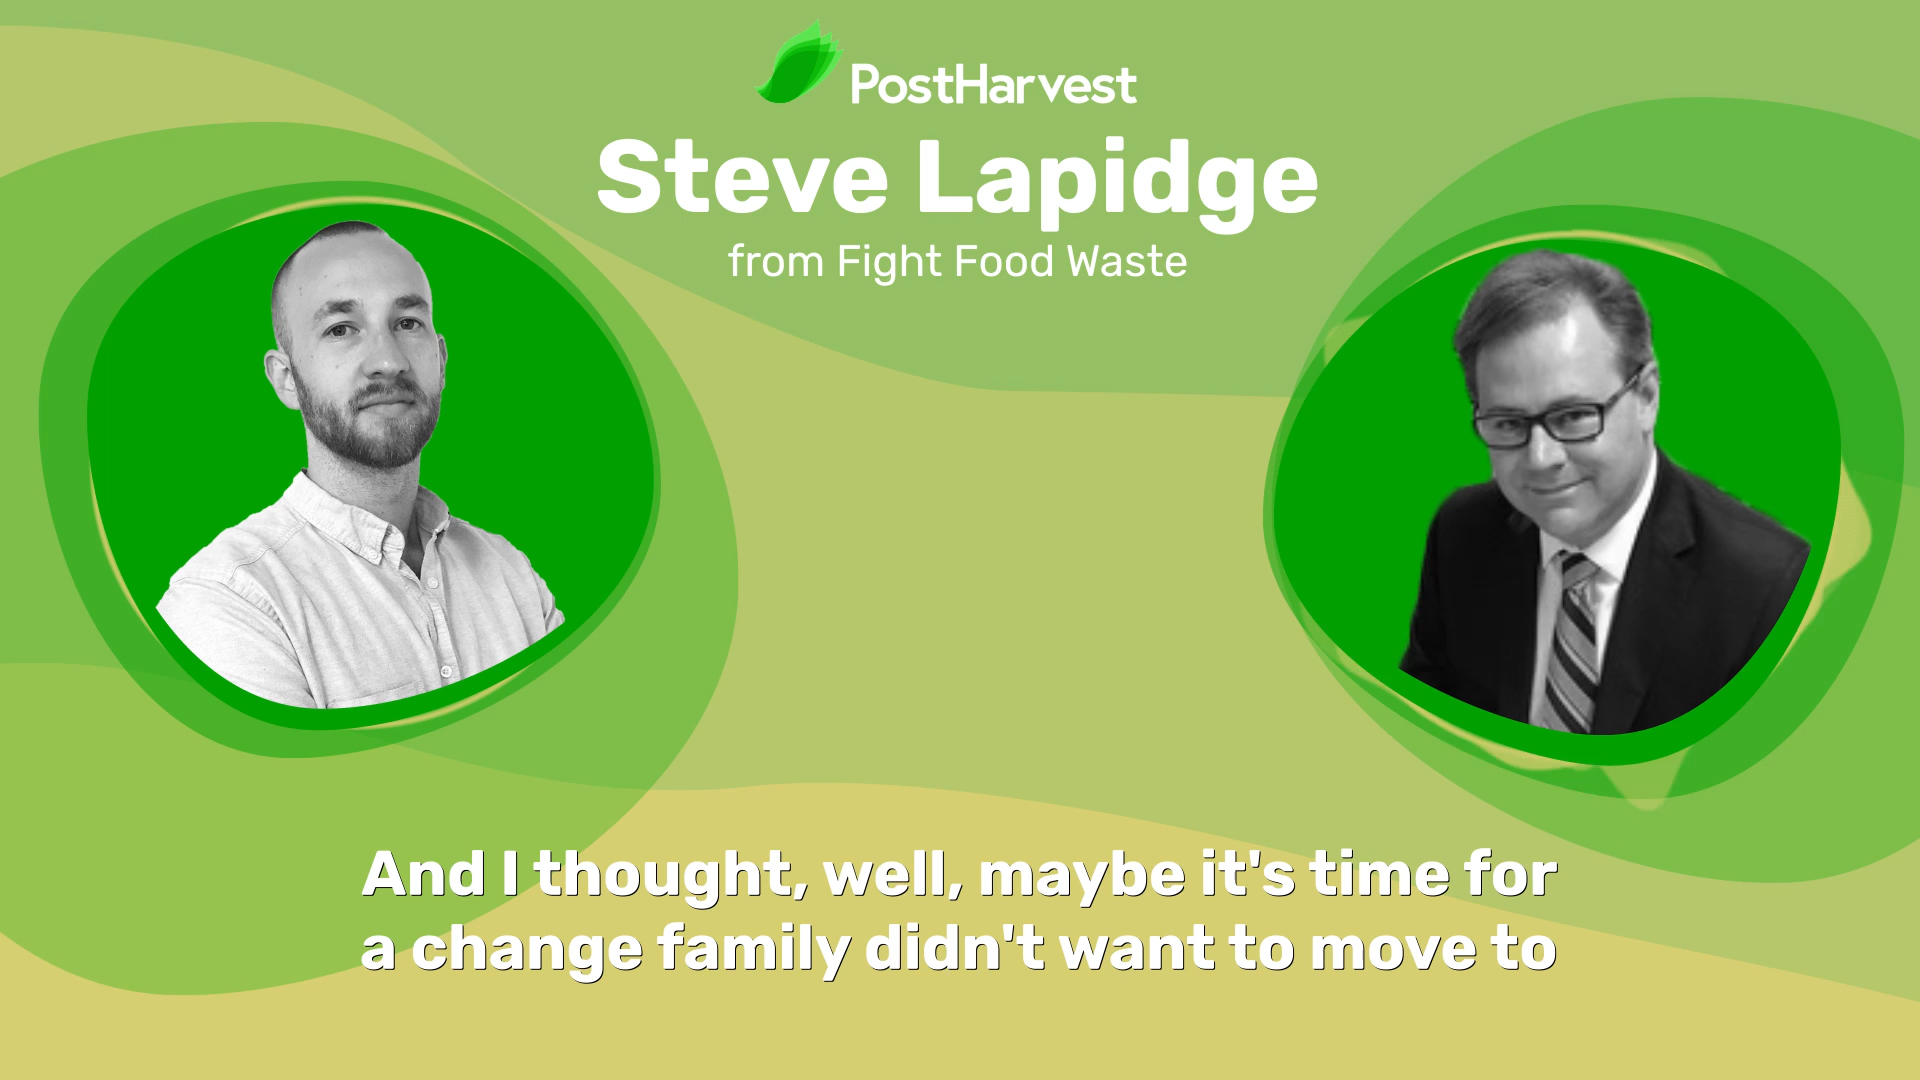 PostHarvest
Steve Lapidge
from Fight Food Waste
And I thought, well, maybe it's time for
a change family didn't want to move to